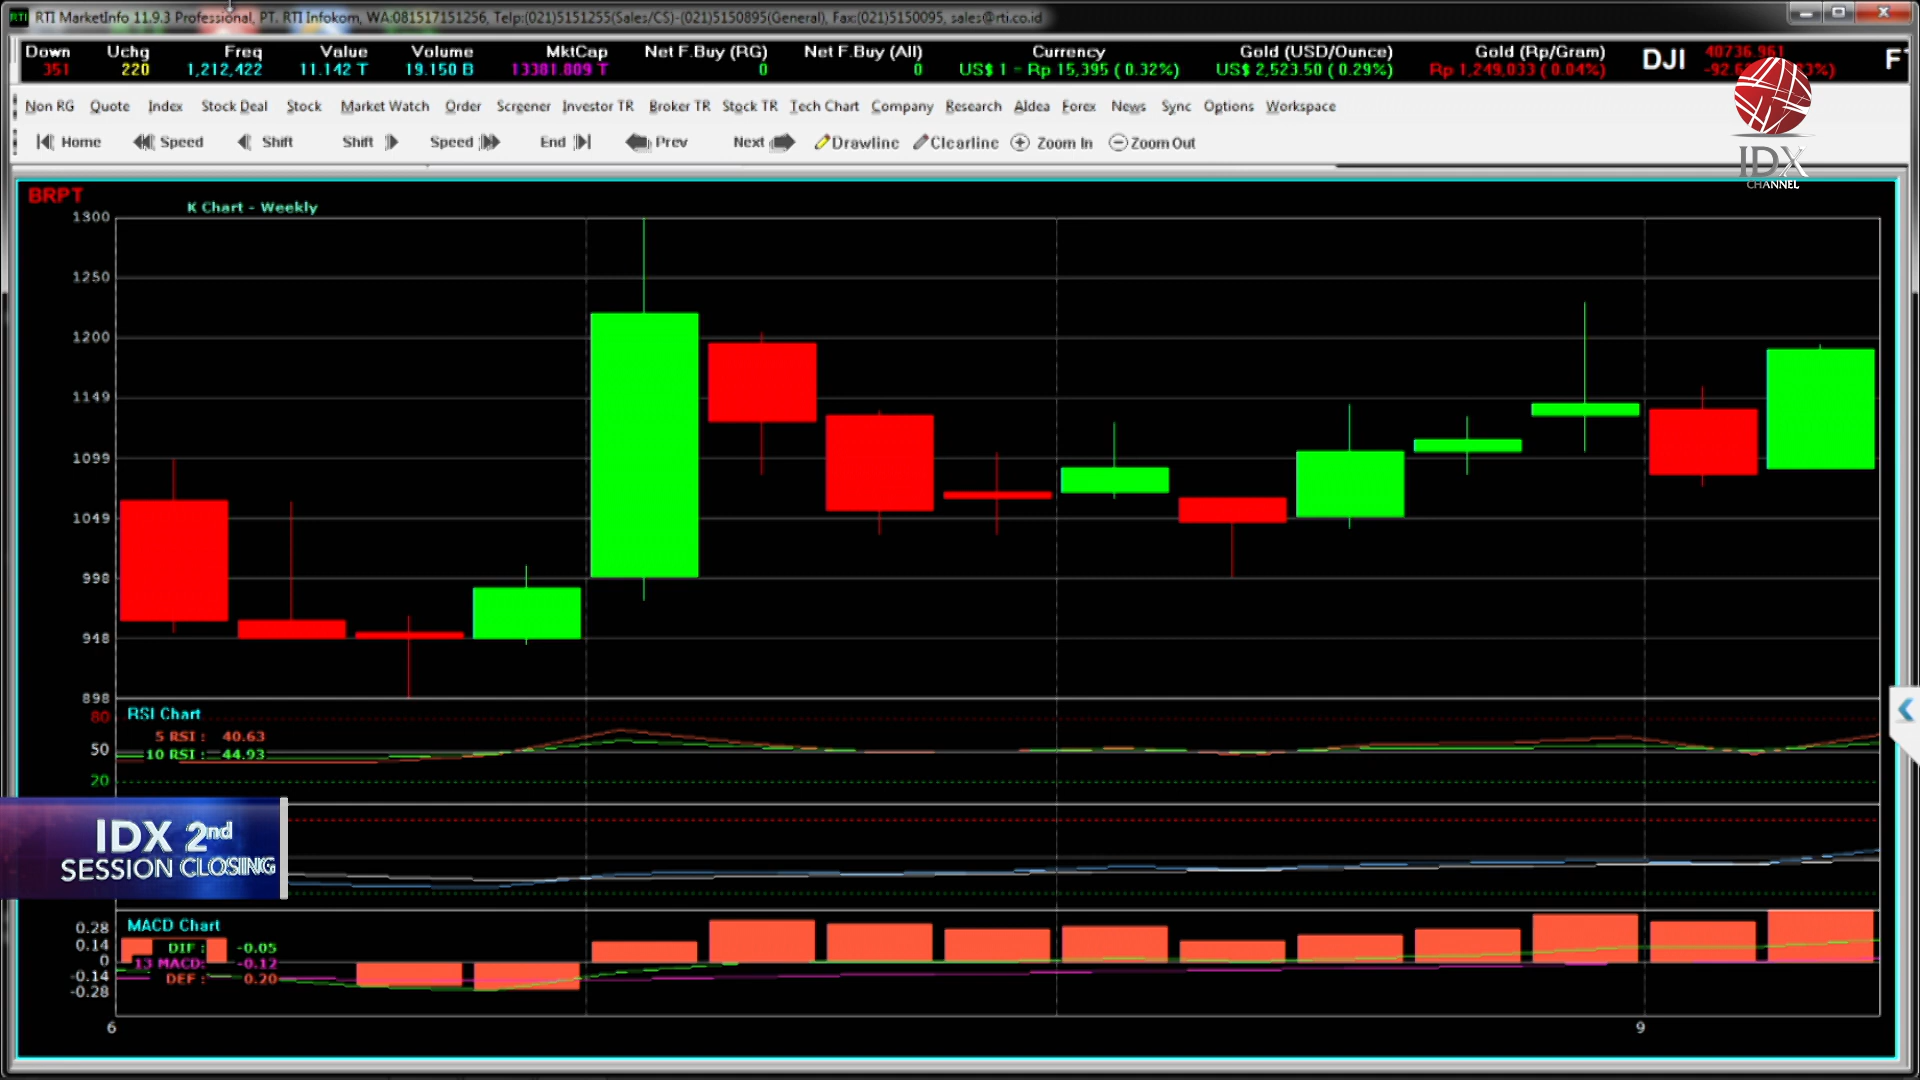 RTI MarketInfo 11.9.3 Professional, PT. RTI Infokom, WA:081517151256, Telp:(021)5151255(Sales/CS)-(021)5150895(General), Fax:(021)5150095, sales@rti.co.id
Down Uchg Freq Value Volume MktCap Net F.Buy (RG) Net F.Buy (All) Currency Gold (USD/Ounce) Gold (Rp/Gram) DJI 40736.961
351 220 1,212,422 11.142 T 19.150 B 13381.809 T 0 0 US$ 1 = Rp 15,395 ( 0.32%) US$ 2,523.50 ( 0.29%) Rp 1,249,033 ( 0.04%)
Non RG Quote Index Stock Deal Stock Market Watch Order Screener Investor TR Broker TR Stock TR Tech Chart Company Research AIdea Forex News Sync Options Workspace
Home Speed Shift Shift Speed End Prev Next Drawline Clearline Zoom In Zoom Out
IDX
CHANNEL
BRPT
K Chart - Weekly
1300
1250
1200
1149
1099
1049
998
948
898
RSI Chart
80
5 RSI : 40.63
50
10 RSI : 44.93
20
IDX 2nd
SESSION CLOSING
MACD Chart
0.28
0.14
DIF : -0.05
0
13 MACD: -0.12
-0.14
DEF : 0.20
-0.28
6 9